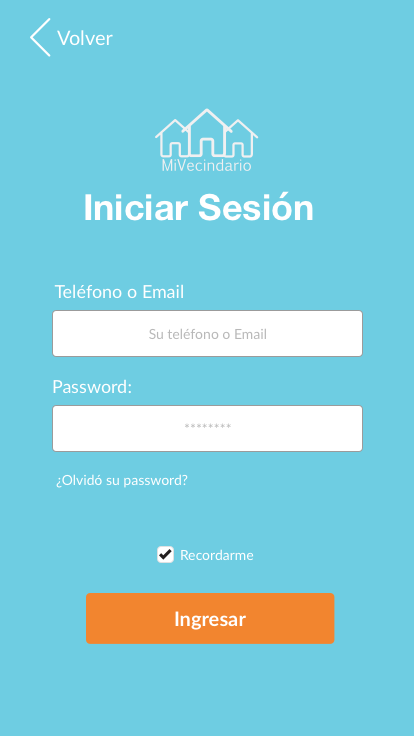 Volver
MiVecindario
Iniciar Sesión
Teléfono o Email
Su teléfono o Email
Password:
********
¿Olvidó su password?
Recordarme
Ingresar